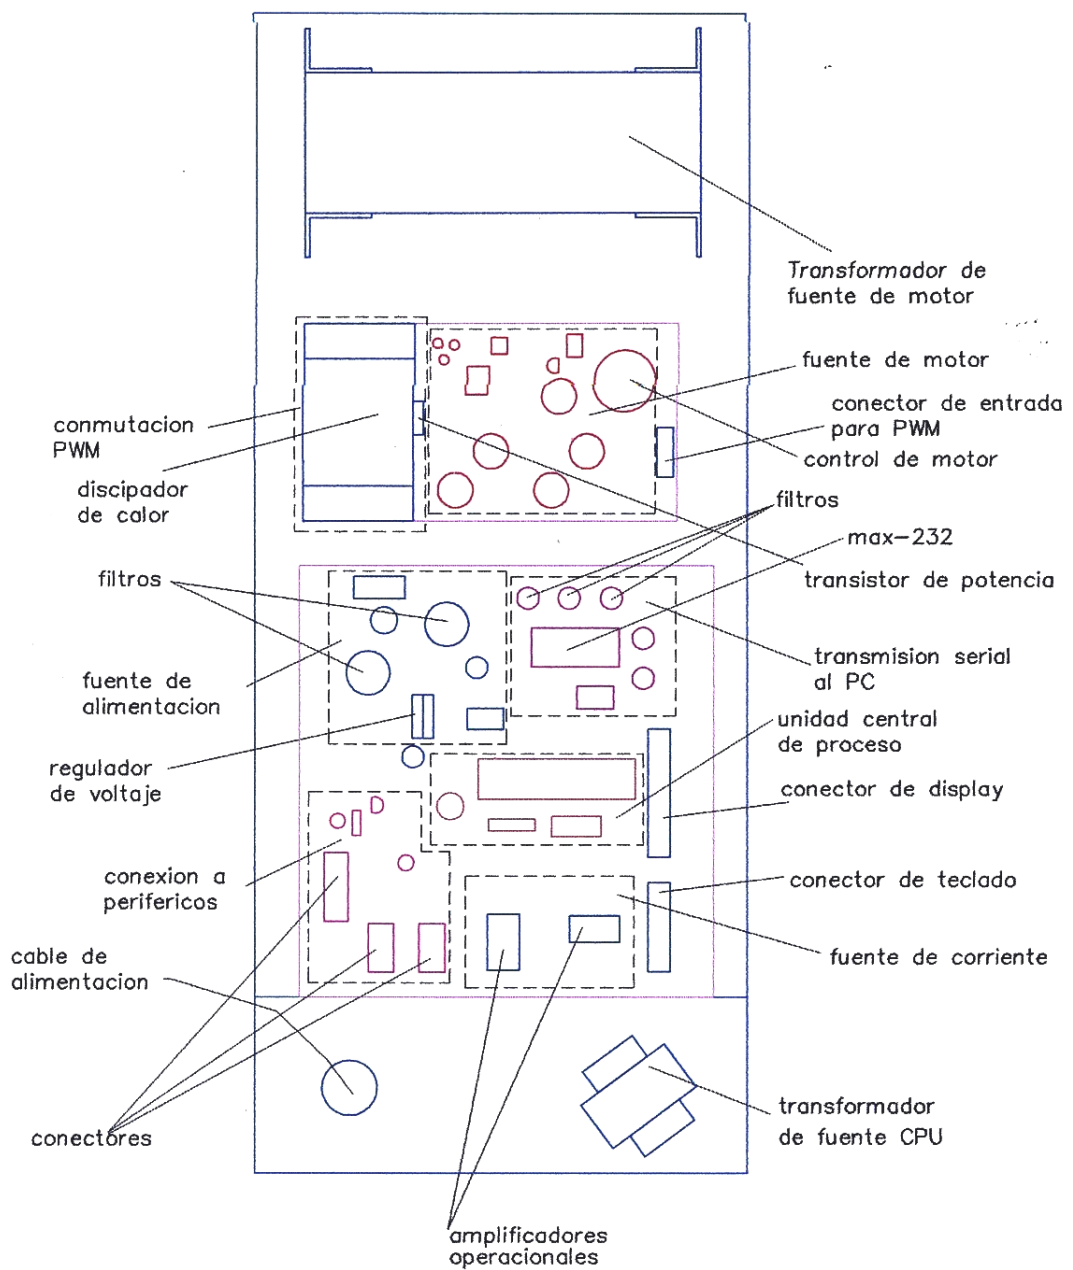 Transformador de
fuente de motor
fuente de motor
conector de entrada
para PWM
control de motor
conmutacion
PWM
discipador
de calor
filtros
max-232
transistor de potencia
filtros
transmision serial
al PC
fuente de
alimentacion
unidad central
de proceso
regulador
de voltaje
conector de display
conexion a
perifericos
conector de teclado
cable de
alimentacion
fuente de corriente
conectores
transformador
de fuente CPU
amplificadores
operacionales